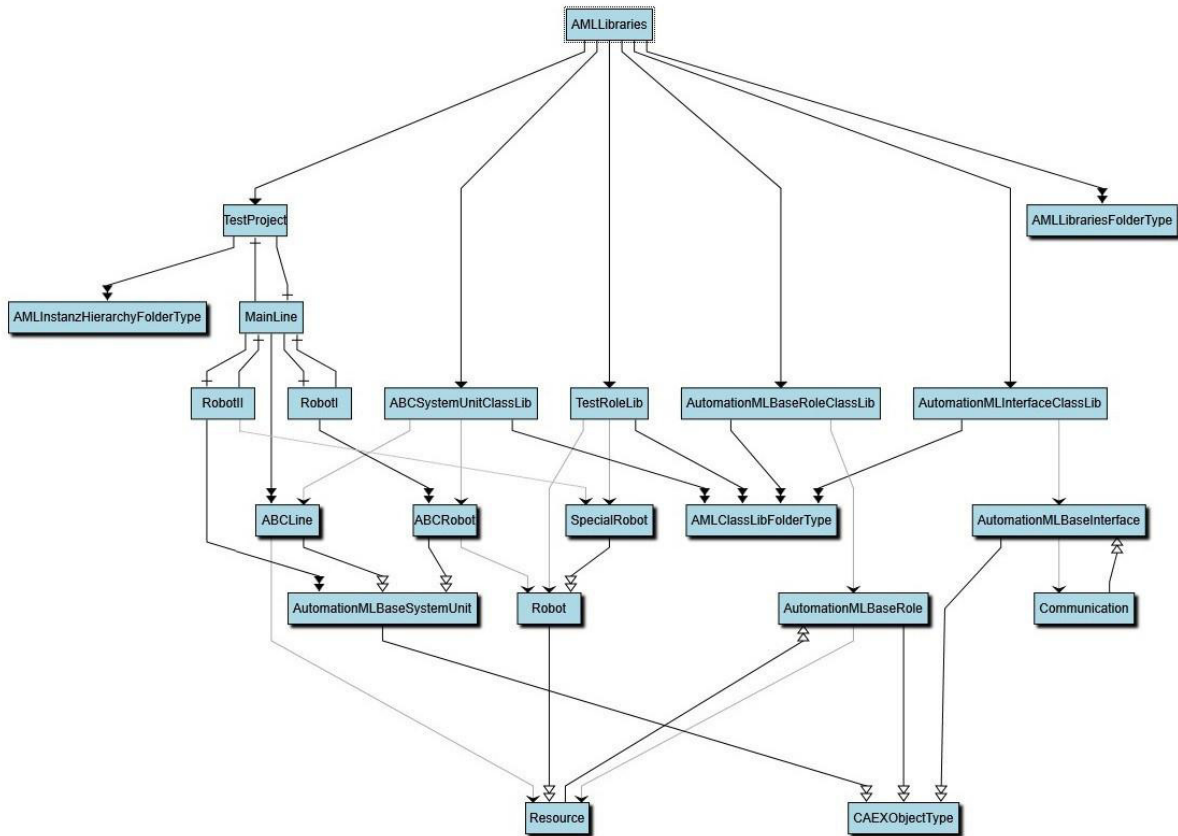 AMLLibraries
TestProject
AMLLibrariesFolderType
AMLInstanzHierarchyFolderType
MainLine
RobotII
RobotI
ABCSystemUnitClassLib
TestRoleLib
AutomationMLBaseRoleClassLib
AutomationMLInterfaceClassLib
ABCLine
ABCRobot
SpecialRobot
AMLClassLibFolderType
AutomationMLBaseInterface
AutomationMLBaseSystemUnit
Robot
AutomationMLBaseRole
Communication
Resource
CAEXObjectType